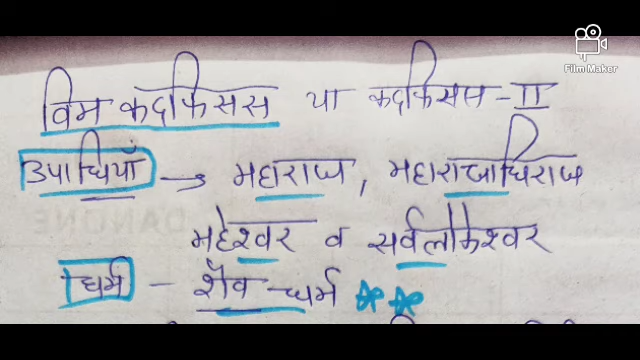 Film Maker
विम कदफिसस या कदफिसस-II
उपाधियाँ → महाराज, महाराजाधिराज
महेश्वर व सर्वलोकेश्वर
धर्म - शैव धर्म